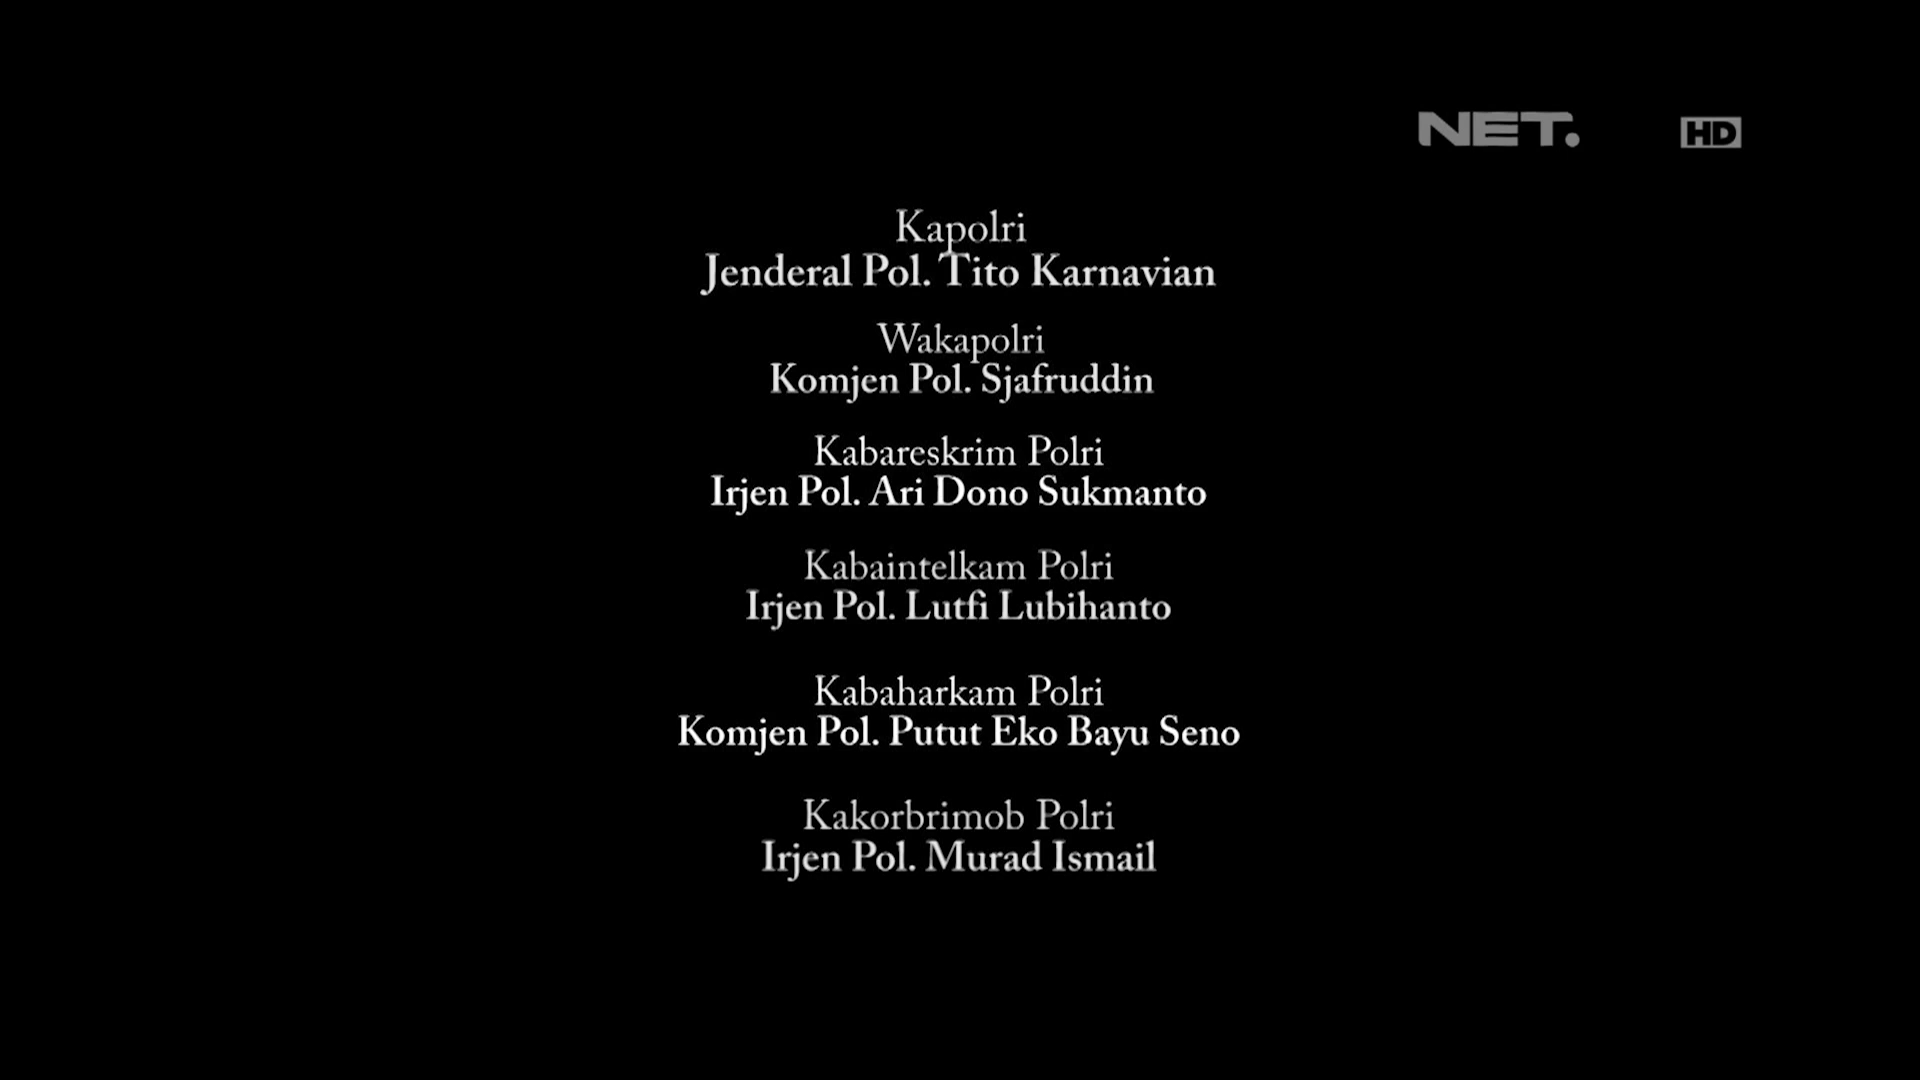 NET.
HD
Kapolri
Jenderal Pol. Tito Karnavian
Wakapolri
Komjen Pol. Sjafruddin
Kabareskrim Polri
Irjen Pol. Ari Dono Sukmanto
Kabaintelkam Polri
Irjen Pol. Lutfi Lubihanto
Kabaharkam Polri
Komjen Pol. Putut Eko Bayu Seno
Kakorbrimob Polri
Irjen Pol. Murad Ismail